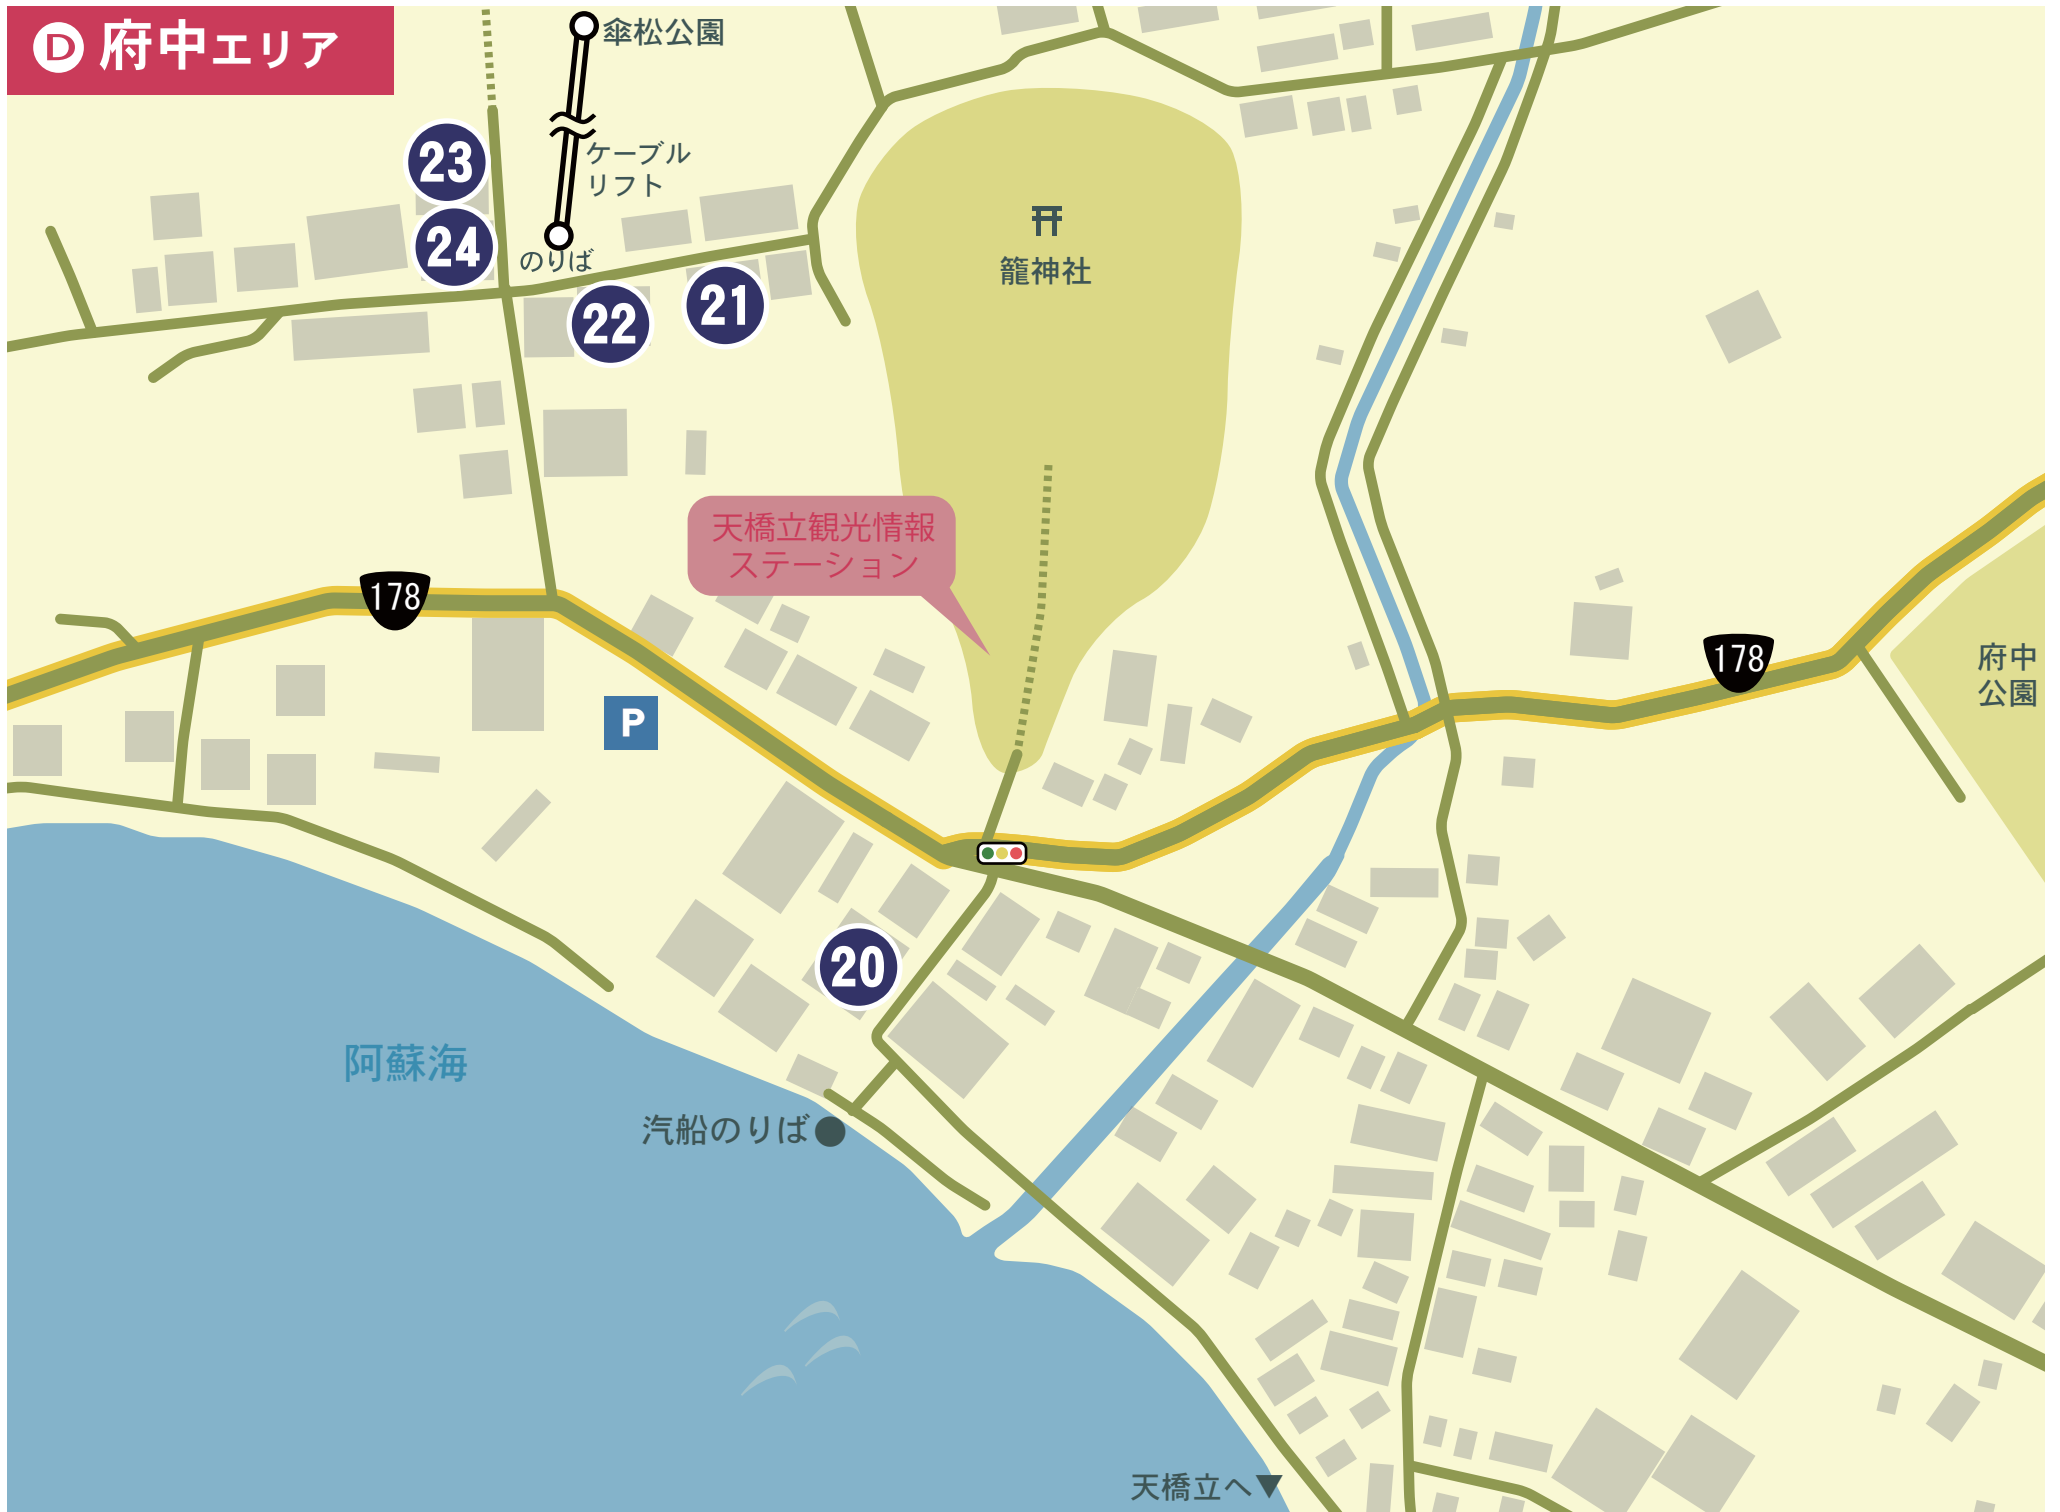 D 府中エリア
傘松公園
ケーブル
リフト
23
24
のりば
22
21
籠神社
天橋立観光情報
ステーション
178
178
府中
公園
P
20
阿蘇海
汽船のりば
天橋立へ▼